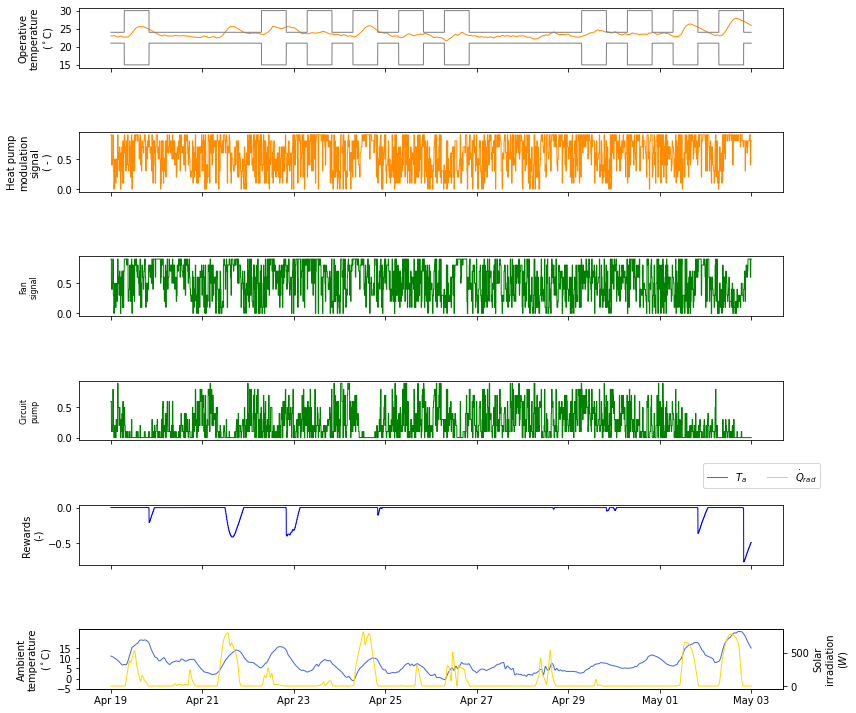 Operative
temperature
(°C)
30
25
20
15
Heat pump
modulation
signal
( - )
0.5
0.0
Fan
signal
0.5
0.0
Circuit
pump
0.5
0.0
T_a
Q̇_rad
Rewards
(-)
0.0
−0.5
Ambient
temperature
(°C)
15
10
5
0
−5
500
0
Solar
irradiation
(W)
Apr 19 Apr 21 Apr 23 Apr 25 Apr 27 Apr 29 May 01 May 03